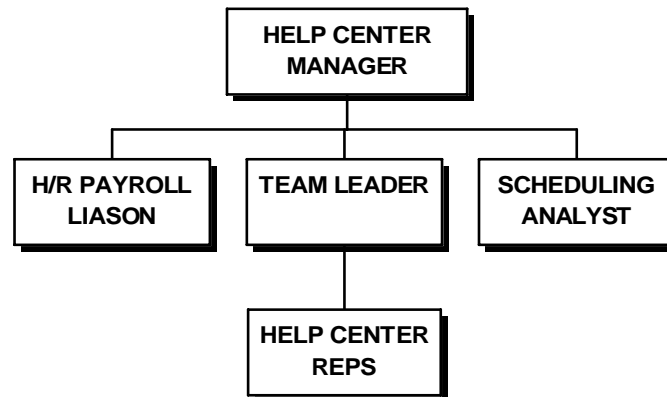 HELP CENTER
MANAGER
H/R PAYROLL
LIASON
TEAM LEADER
SCHEDULING
ANALYST
HELP CENTER
REPS